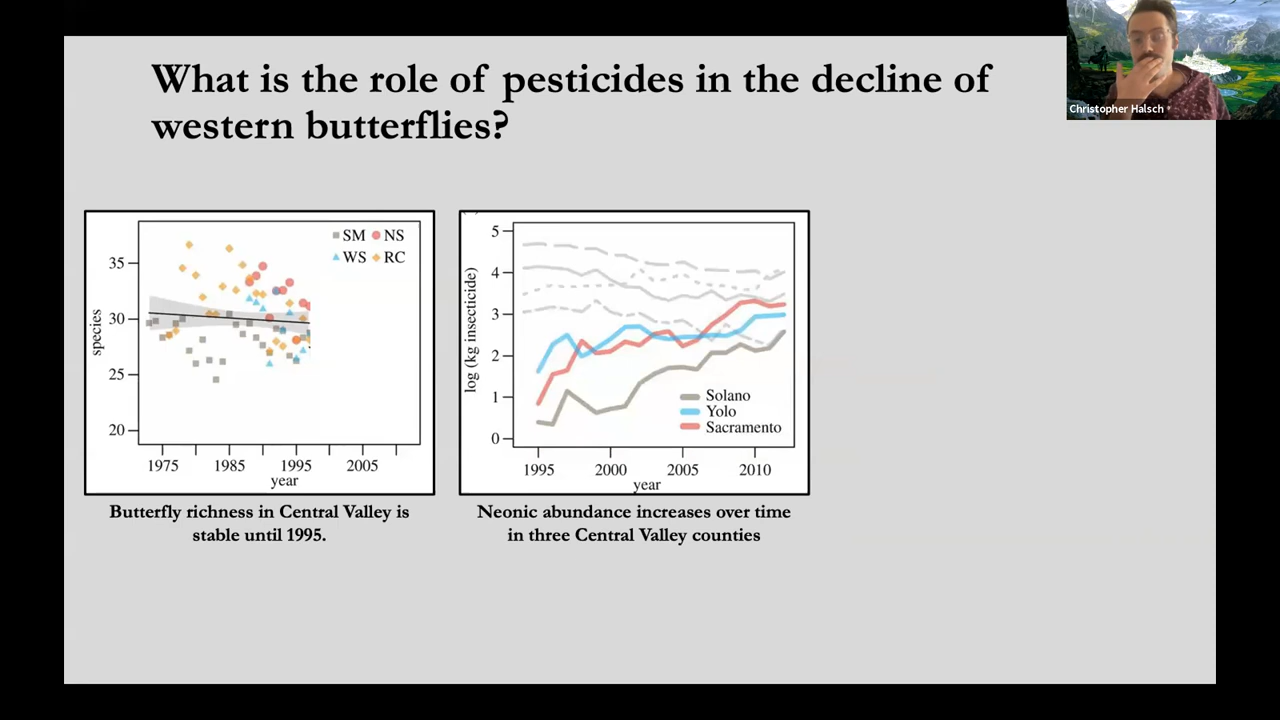 What is the role of pesticides in the decline of
western butterflies?
Christopher Halsch
SM NS
WS RC
35
30
25
20
species
1975 1985 1995 2005
year
Butterfly richness in Central Valley is
stable until 1995.
5
4
3
2
1
0
log (kg insecticide)
Solano
Yolo
Sacramento
1995 2000 2005 2010
year
Neonic abundance increases over time
in three Central Valley counties